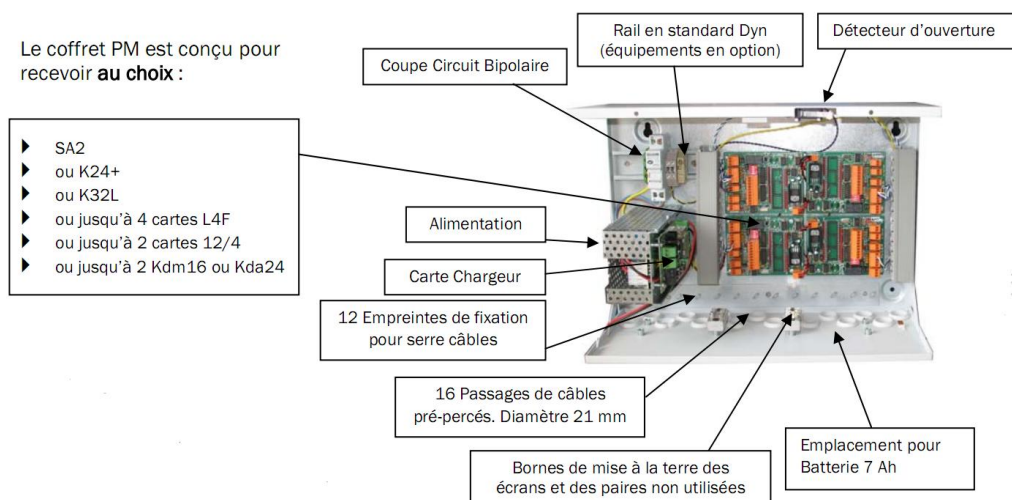 Le coffret PM est conçu pour
recevoir au choix :
SA2
ou K24+
ou K32L
ou jusqu'à 4 cartes L4F
ou jusqu'à 2 cartes 12/4
ou jusqu'à 2 Kdm16 ou Kda24
Coupe Circuit Bipolaire
Rail en standard Dyn
(équipements en option)
Détecteur d'ouverture
Alimentation
Carte Chargeur
12 Empreintes de fixation
pour serre câbles
16 Passages de câbles
pré-percés. Diamètre 21 mm
Bornes de mise à la terre des
écrans et des paires non utilisées
Emplacement pour
Batterie 7 Ah